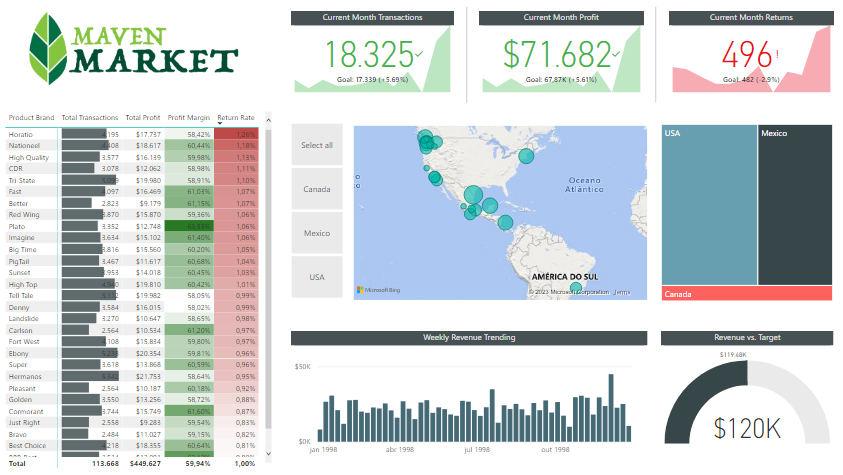 MAVEN
MARKET
Current Month Transactions
18.325
Goal: 17.339 (+5.69%)
Current Month Profit
$71.682
Goal: 67,87K (+5.61%)
Current Month Returns
496!
Goal: 482 (-2.9%)
Product Brand Total Transactions Total Profit Profit Margin Return Rate
Horatio 4.195 $17.737 58,42% 1,26%
Nationeel 4.408 $18.617 60,44% 1,18%
High Quality 3.577 $16.139 59,98% 1,13%
CDR 3.078 $12.062 58,98% 1,11%
Tri-State $19.980 58,91% 1,10%
Fast 4.097 $16.469 61,03% 1,07%
Better 2.823 $9.179 61,15% 1,07%
Red Wing 3.870 $15.870 59,36% 1,06%
Plato 3.352 $12.748 1,06%
Imagine 3.634 $15.102 61,40% 1,06%
Big Time 3.816 $15.560 60,20% 1,05%
PigTail 3.467 $11.617 60,68% 1,04%
Sunset 3.953 $14.018 60,45% 1,03%
High Top $19.810 60,42% 1,01%
Tell Tale $19.982 58,05% 0,99%
Denny 3.584 $16.015 58,02% 0,99%
Landslide 3.270 $10.647 58,65% 0,98%
Carlson 2.564 $10.534 61,20% 0,97%
Fort West 4.108 $15.834 59,80% 0,97%
Ebony $20.354 59,81% 0,96%
Super 3.618 $13.868 60,59% 0,96%
Hermanos $21.753 58,64% 0,95%
Pleasant 2.564 $10.187 60,18% 0,92%
Golden 3.550 $13.256 58,72% 0,88%
Cormorant 3.744 $15.749 61,60% 0,87%
Just Right 2.558 $9.283 59,54% 0,83%
Bravo 2.484 $11.027 59,15% 0,82%
Best Choice 4.218 $18.355 60,64% 0,81%
Total 113.668 $449.627 59,94% 1,00%
Select all
Canada
Mexico
USA
Oceano
Atlântico
AMÉRICA DO SUL
Microsoft Bing
© 2023 Microsoft Corporation Terms
USA
Mexico
Canada
Weekly Revenue Trending
$50K
$0K
jan 1998 abr 1998 jul 1998 out 1998
Revenue vs. Target
$119.68K
$120K